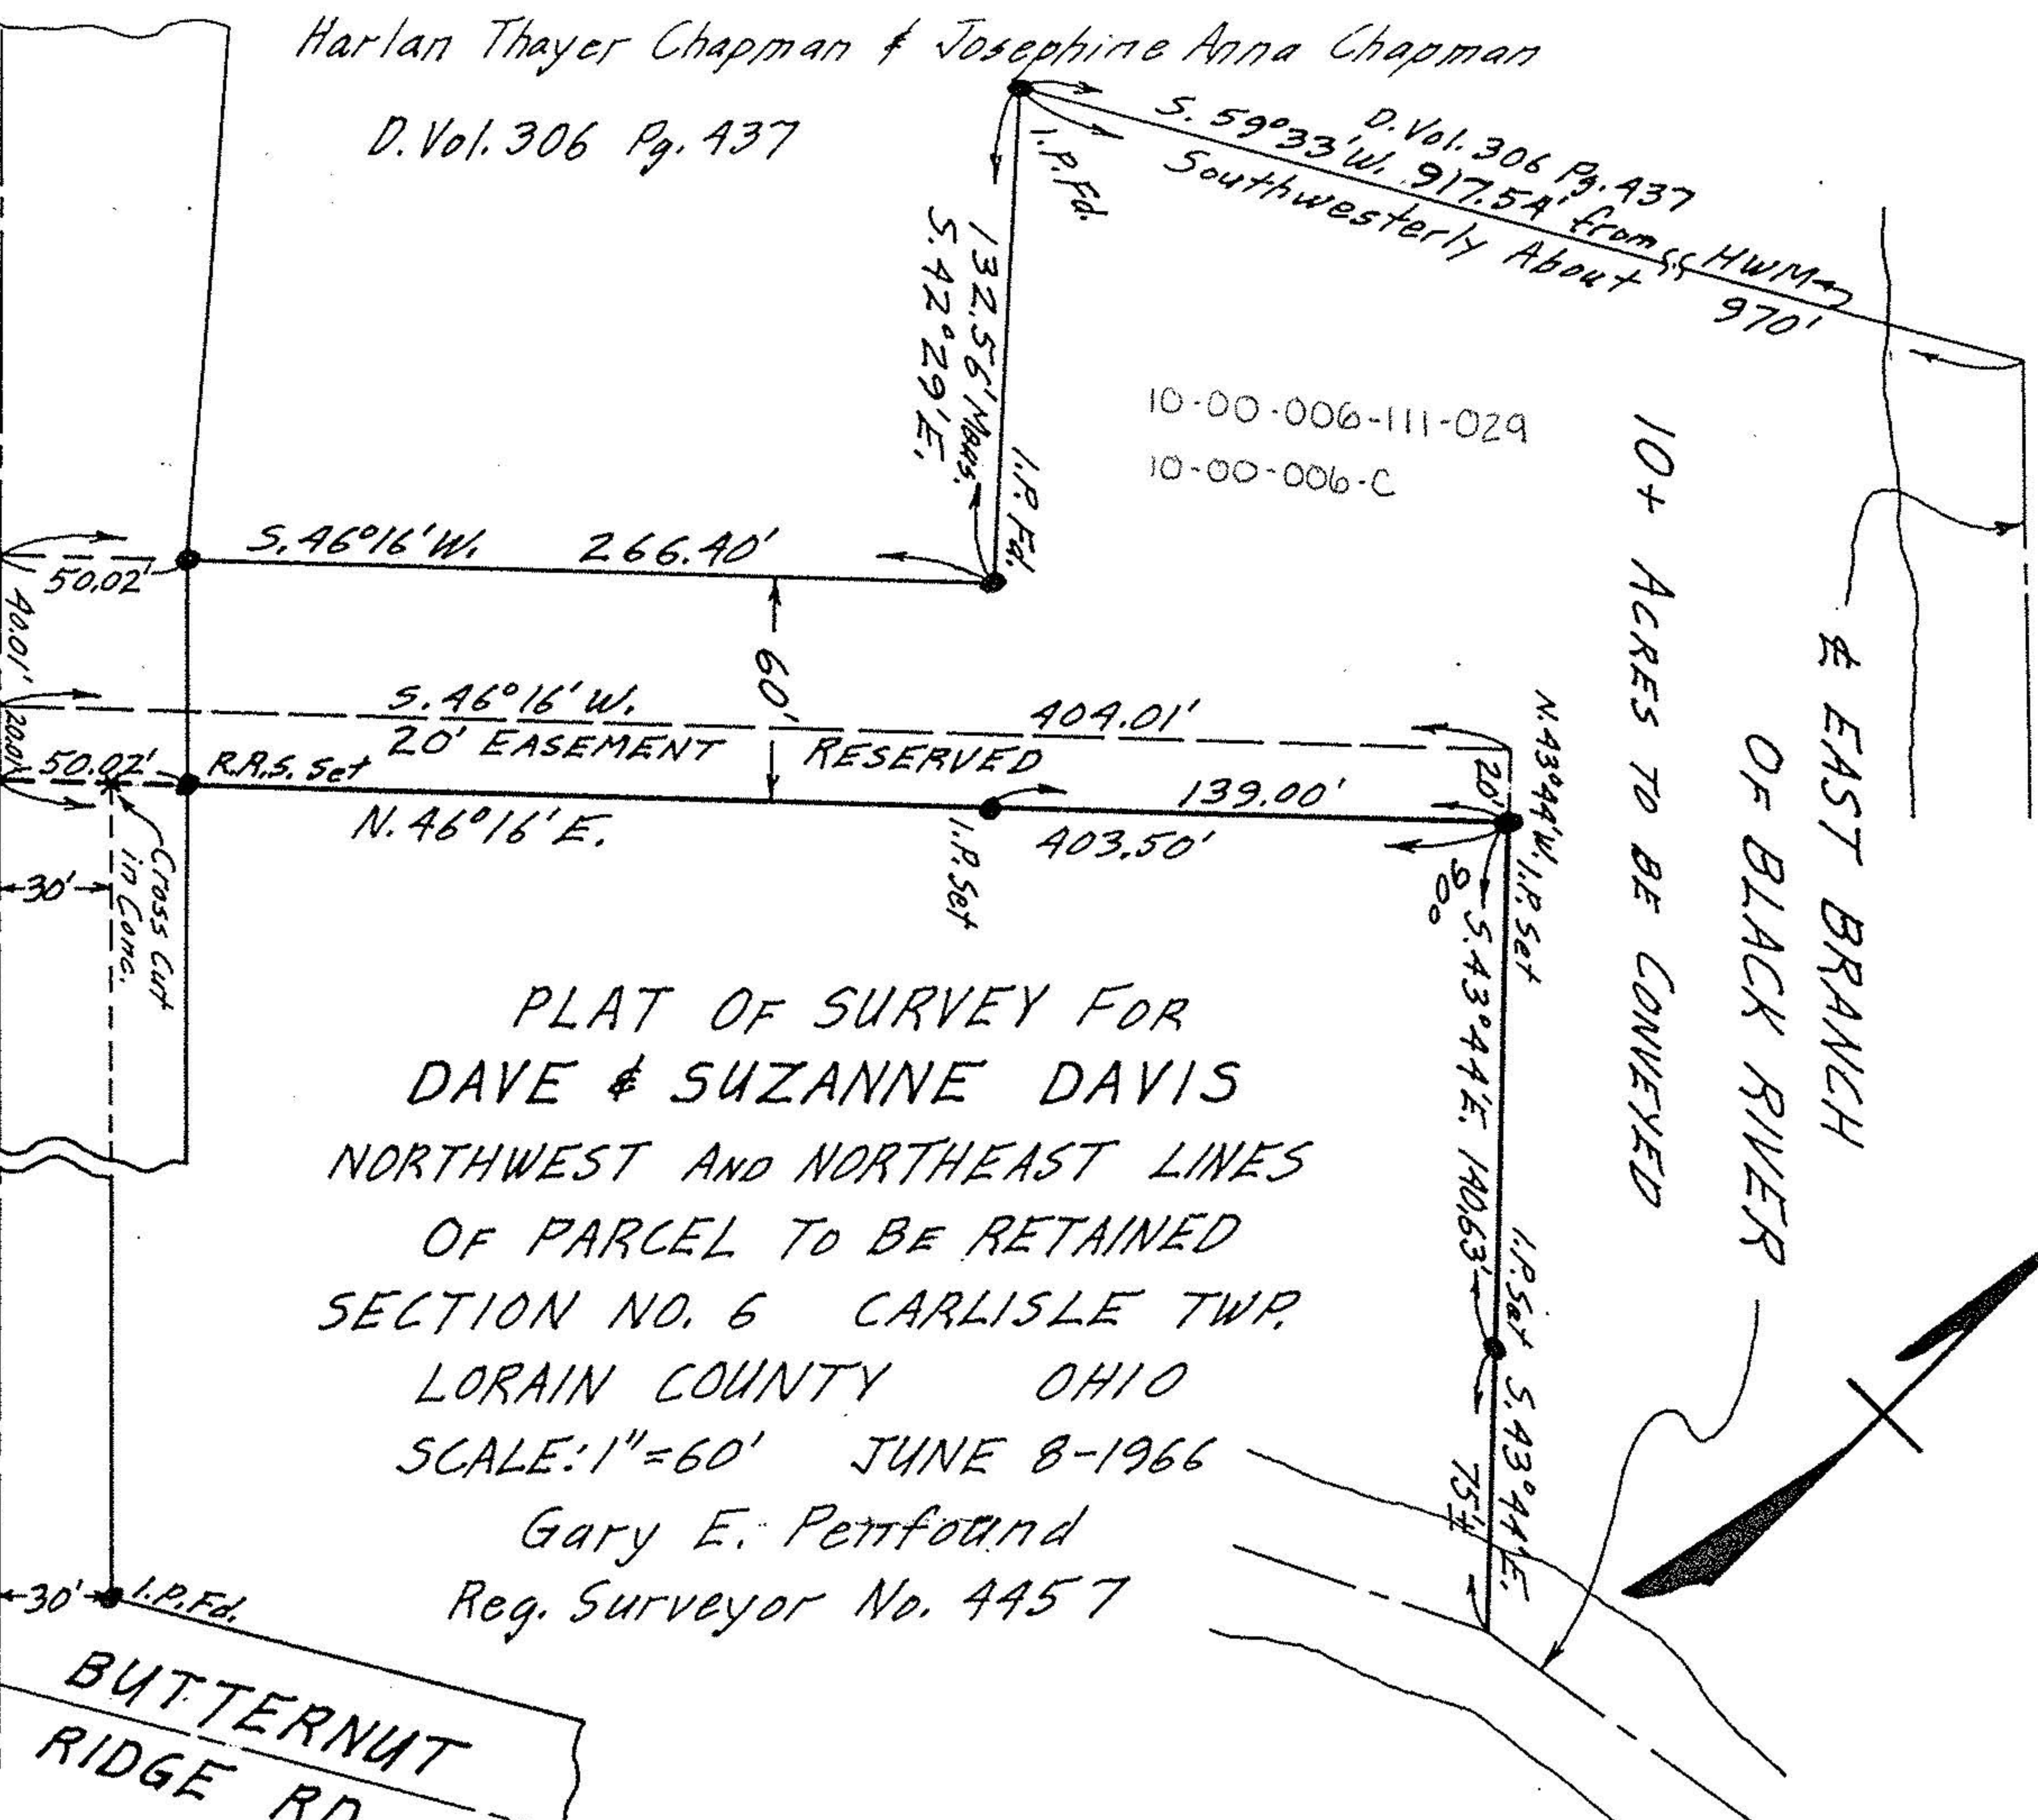 Harlan Thayer Chapman & Josephine Anna Chapman
D. Vol. 306 Pg. 437
D. Vol. 306 Pg. 437
S. 59°33'W. 917.54' from HWM
Southwesterly About 970'
I.P. Fd.
132.56' Meas.
S. 42°29'E.
I.P. Fd.
10-00-006-111-029
10-00-006-C
10+ ACRES TO BE CONVEYED
℄ EAST BRANCH
OF BLACK RIVER
S. 46°16'W. 266.40'
50.02'
40.01'
60'
S. 46°16'W. 404.01'
20' EASEMENT RESERVED
20.01'
50.02'
R.R.S. Set
N. 46°16'E.
I.P. Set
139.00'
403.50'
20'
N. 43°44'W.
I.P. Set
90°
S. 43°44'E. 140.63'
I.P. Set
S. 43°44'E.
75'±
30'
Cross Cut
in Conc.
PLAT OF SURVEY FOR
DAVE & SUZANNE DAVIS
NORTHWEST AND NORTHEAST LINES
OF PARCEL TO BE RETAINED
SECTION NO. 6 CARLISLE TWP.
LORAIN COUNTY OHIO
SCALE: 1"=60' JUNE 8-1966
Gary E. Penfound
Reg. Surveyor No. 4457
30'
I.P. Fd.
BUTTERNUT
RIDGE RD